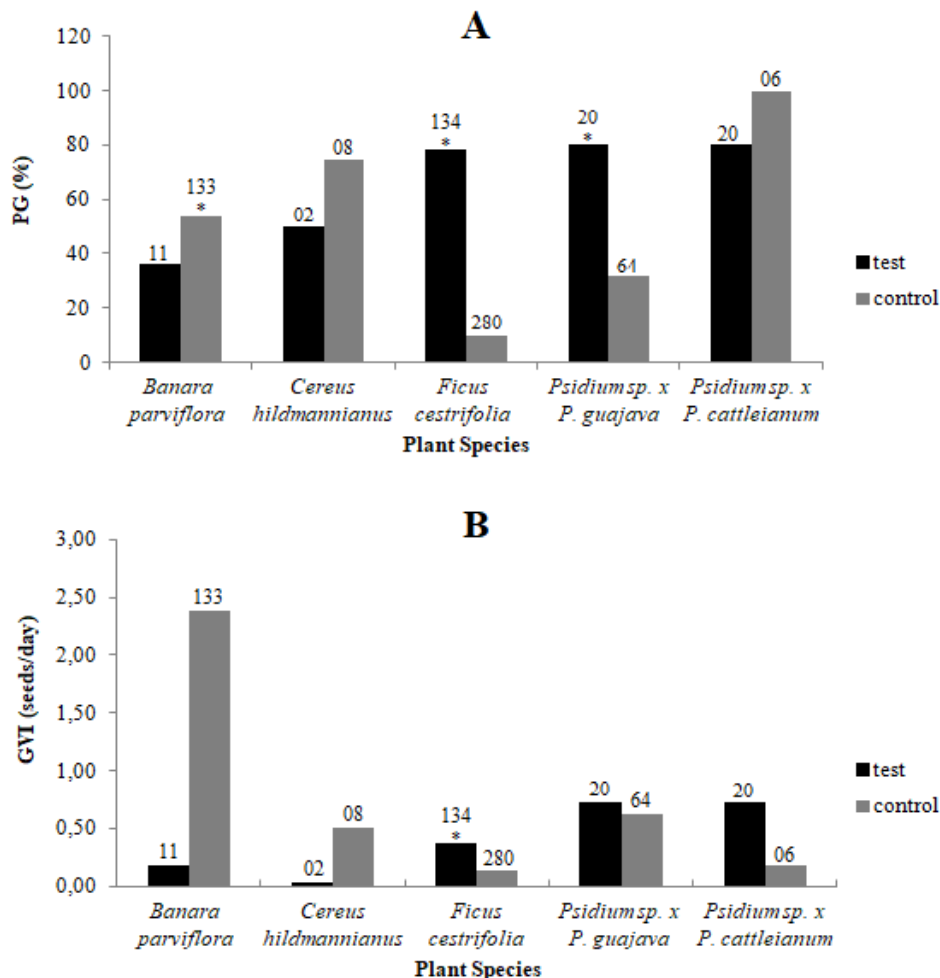 A
120
100
80
60
40
20
0
PG (%)
11
133
*
02
08
134
*
280
20
*
64
20
06
test
control
Banara parviflora
Cereus hildmannianus
Ficus cestrifolia
Psidium sp. x P. guajava
Psidium sp. x P. cattleianum
Plant Species
B
3,00
2,50
2,00
1,50
1,00
0,50
0,00
GVI (seeds/day)
11
133
02
08
134
*
280
20
64
20
06
test
control
Banara parviflora
Cereus hildmannianus
Ficus cestrifolia
Psidium sp. x P. guajava
Psidium sp. x P. cattleianum
Plant Species